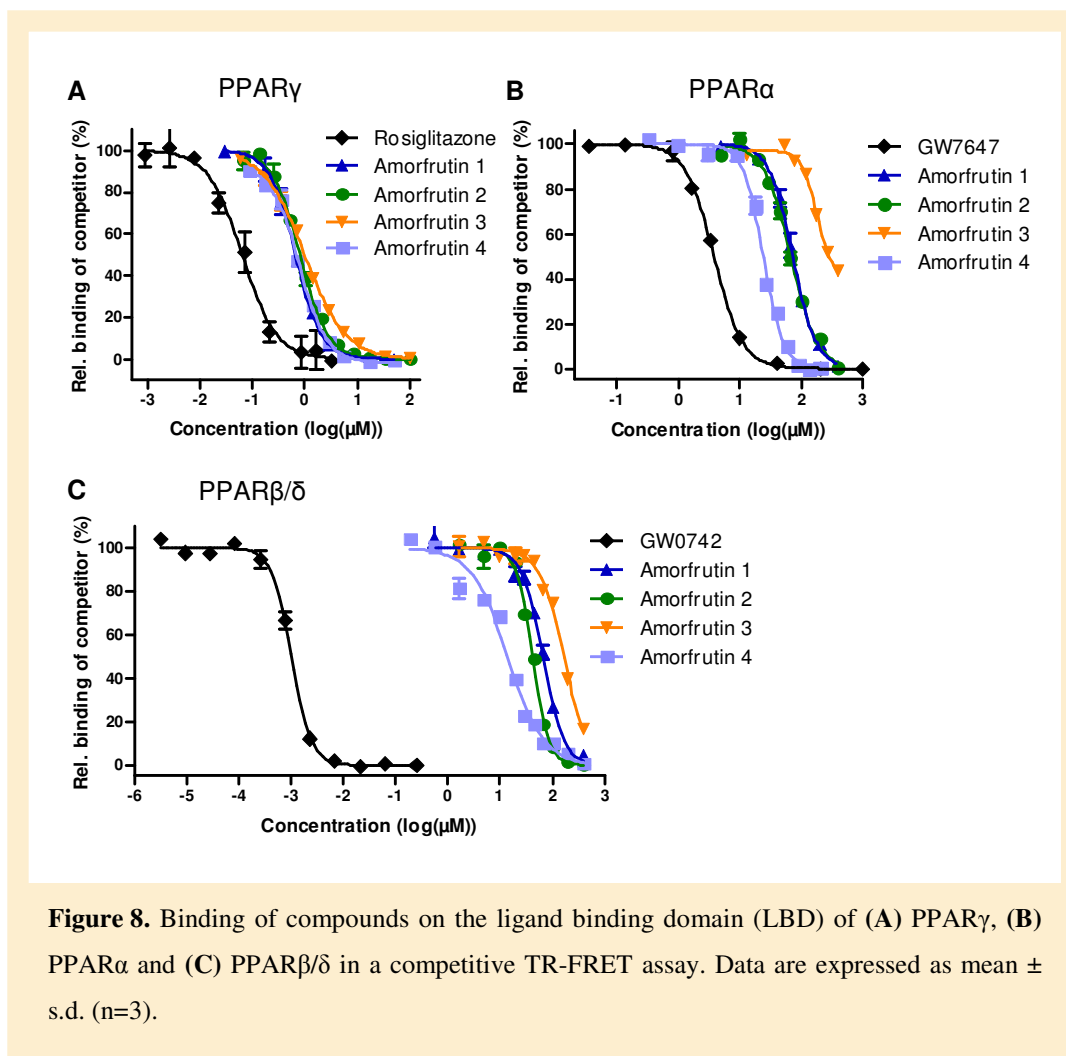 A
PPARγ
Rel. binding of competitor (%)
100
80
60
40
20
0
-3 -2 -1 0 1 2
Concentration (log(µM))
Rosiglitazone
Amorfrutin 1
Amorfrutin 2
Amorfrutin 3
Amorfrutin 4
B
PPARα
Rel. binding of competitor (%)
100
80
60
40
20
0
-1 0 1 2 3
Concentration (log(µM))
GW7647
Amorfrutin 1
Amorfrutin 2
Amorfrutin 3
Amorfrutin 4
C
PPARβ/δ
Rel. binding of competitor (%)
100
80
60
40
20
0
-6 -5 -4 -3 -2 -1 0 1 2 3
Concentration (log(µM))
GW0742
Amorfrutin 1
Amorfrutin 2
Amorfrutin 3
Amorfrutin 4
Figure 8. Binding of compounds on the ligand binding domain (LBD) of (A) PPARγ, (B)
PPARα and (C) PPARβ/δ in a competitive TR-FRET assay. Data are expressed as mean ±
s.d. (n=3).